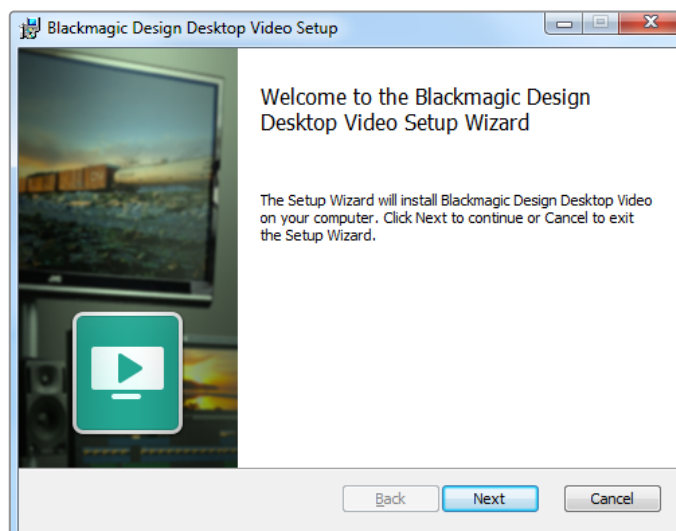 Blackmagic Design Desktop Video Setup
Welcome to the Blackmagic Design
Desktop Video Setup Wizard
The Setup Wizard will install Blackmagic Design Desktop Video
on your computer. Click Next to continue or Cancel to exit
the Setup Wizard.
JVC
Back
Next
Cancel